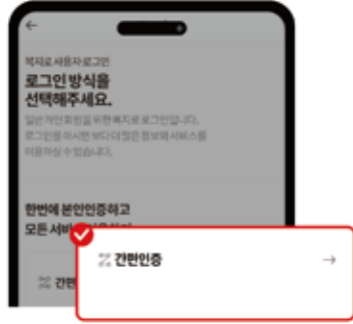 ←
복지로 사용자 로그인
로그인 방식을
선택해주세요.
일반 개인 회원을 위한 복지로 로그인입니다.
로그인을 하시면 보다 더 많은 정보와 서비스를
이용하실 수 있습니다.
한번에 본인인증하고
모든 서비
간편인증 →
간편